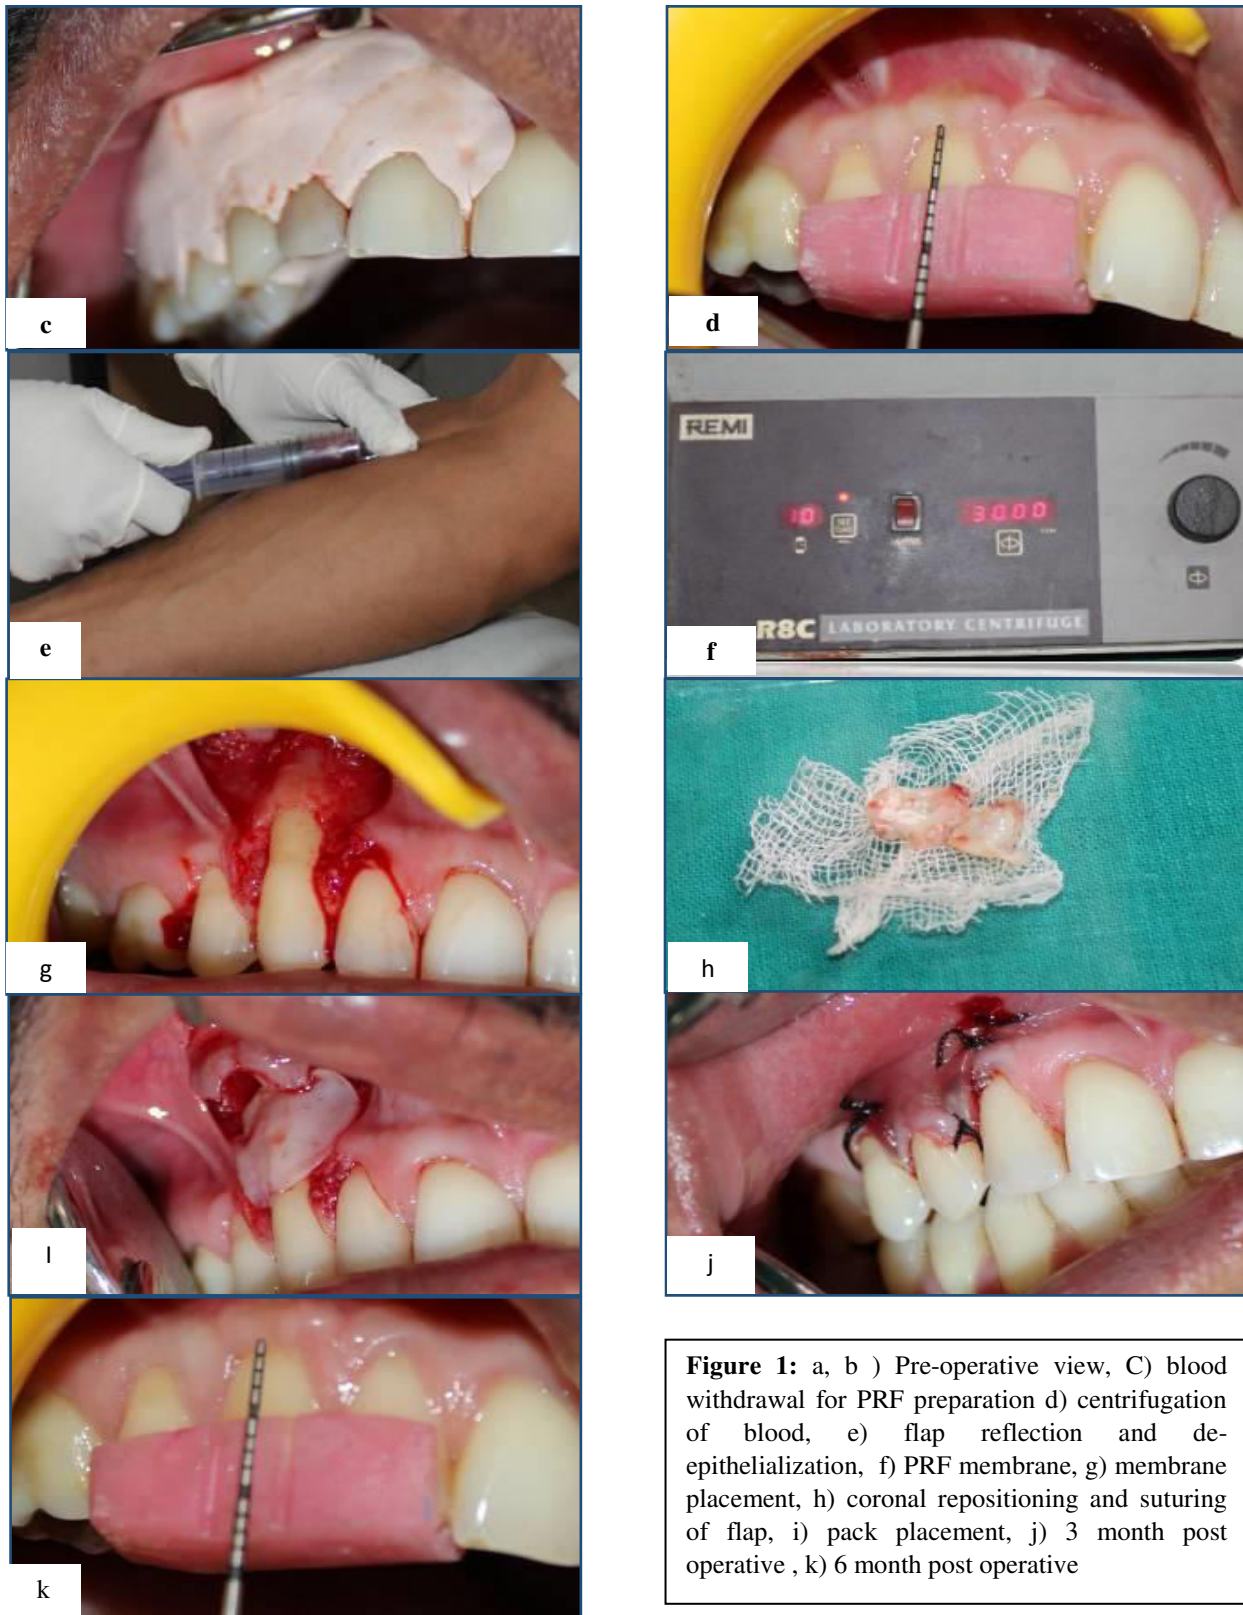 c
d
e
REMI
10
3000
R8C LABORATORY CENTRIFUGE
f
g
h
l
j
k
Figure 1: a, b ) Pre-operative view, C) blood
withdrawal for PRF preparation d) centrifugation
of blood, e) flap reflection and de-
epithelialization, f) PRF membrane, g) membrane
placement, h) coronal repositioning and suturing
of flap, i) pack placement, j) 3 month post
operative , k) 6 month post operative